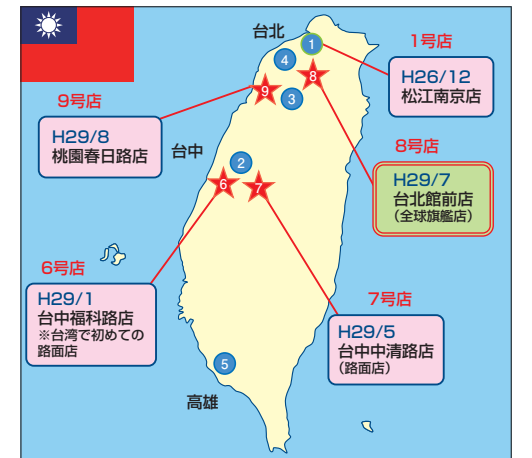 台北
1号店
H26/12
松江南京店
1
4
8
9
3
9号店
H29/8
桃園春日路店
8号店
H29/7
台北館前店
（全球旗艦店）
台中
2
6
7
6号店
H29/1
台中福科路店
※台湾で初めての
路面店
7号店
H29/5
台中中清路店
（路面店）
5
高雄